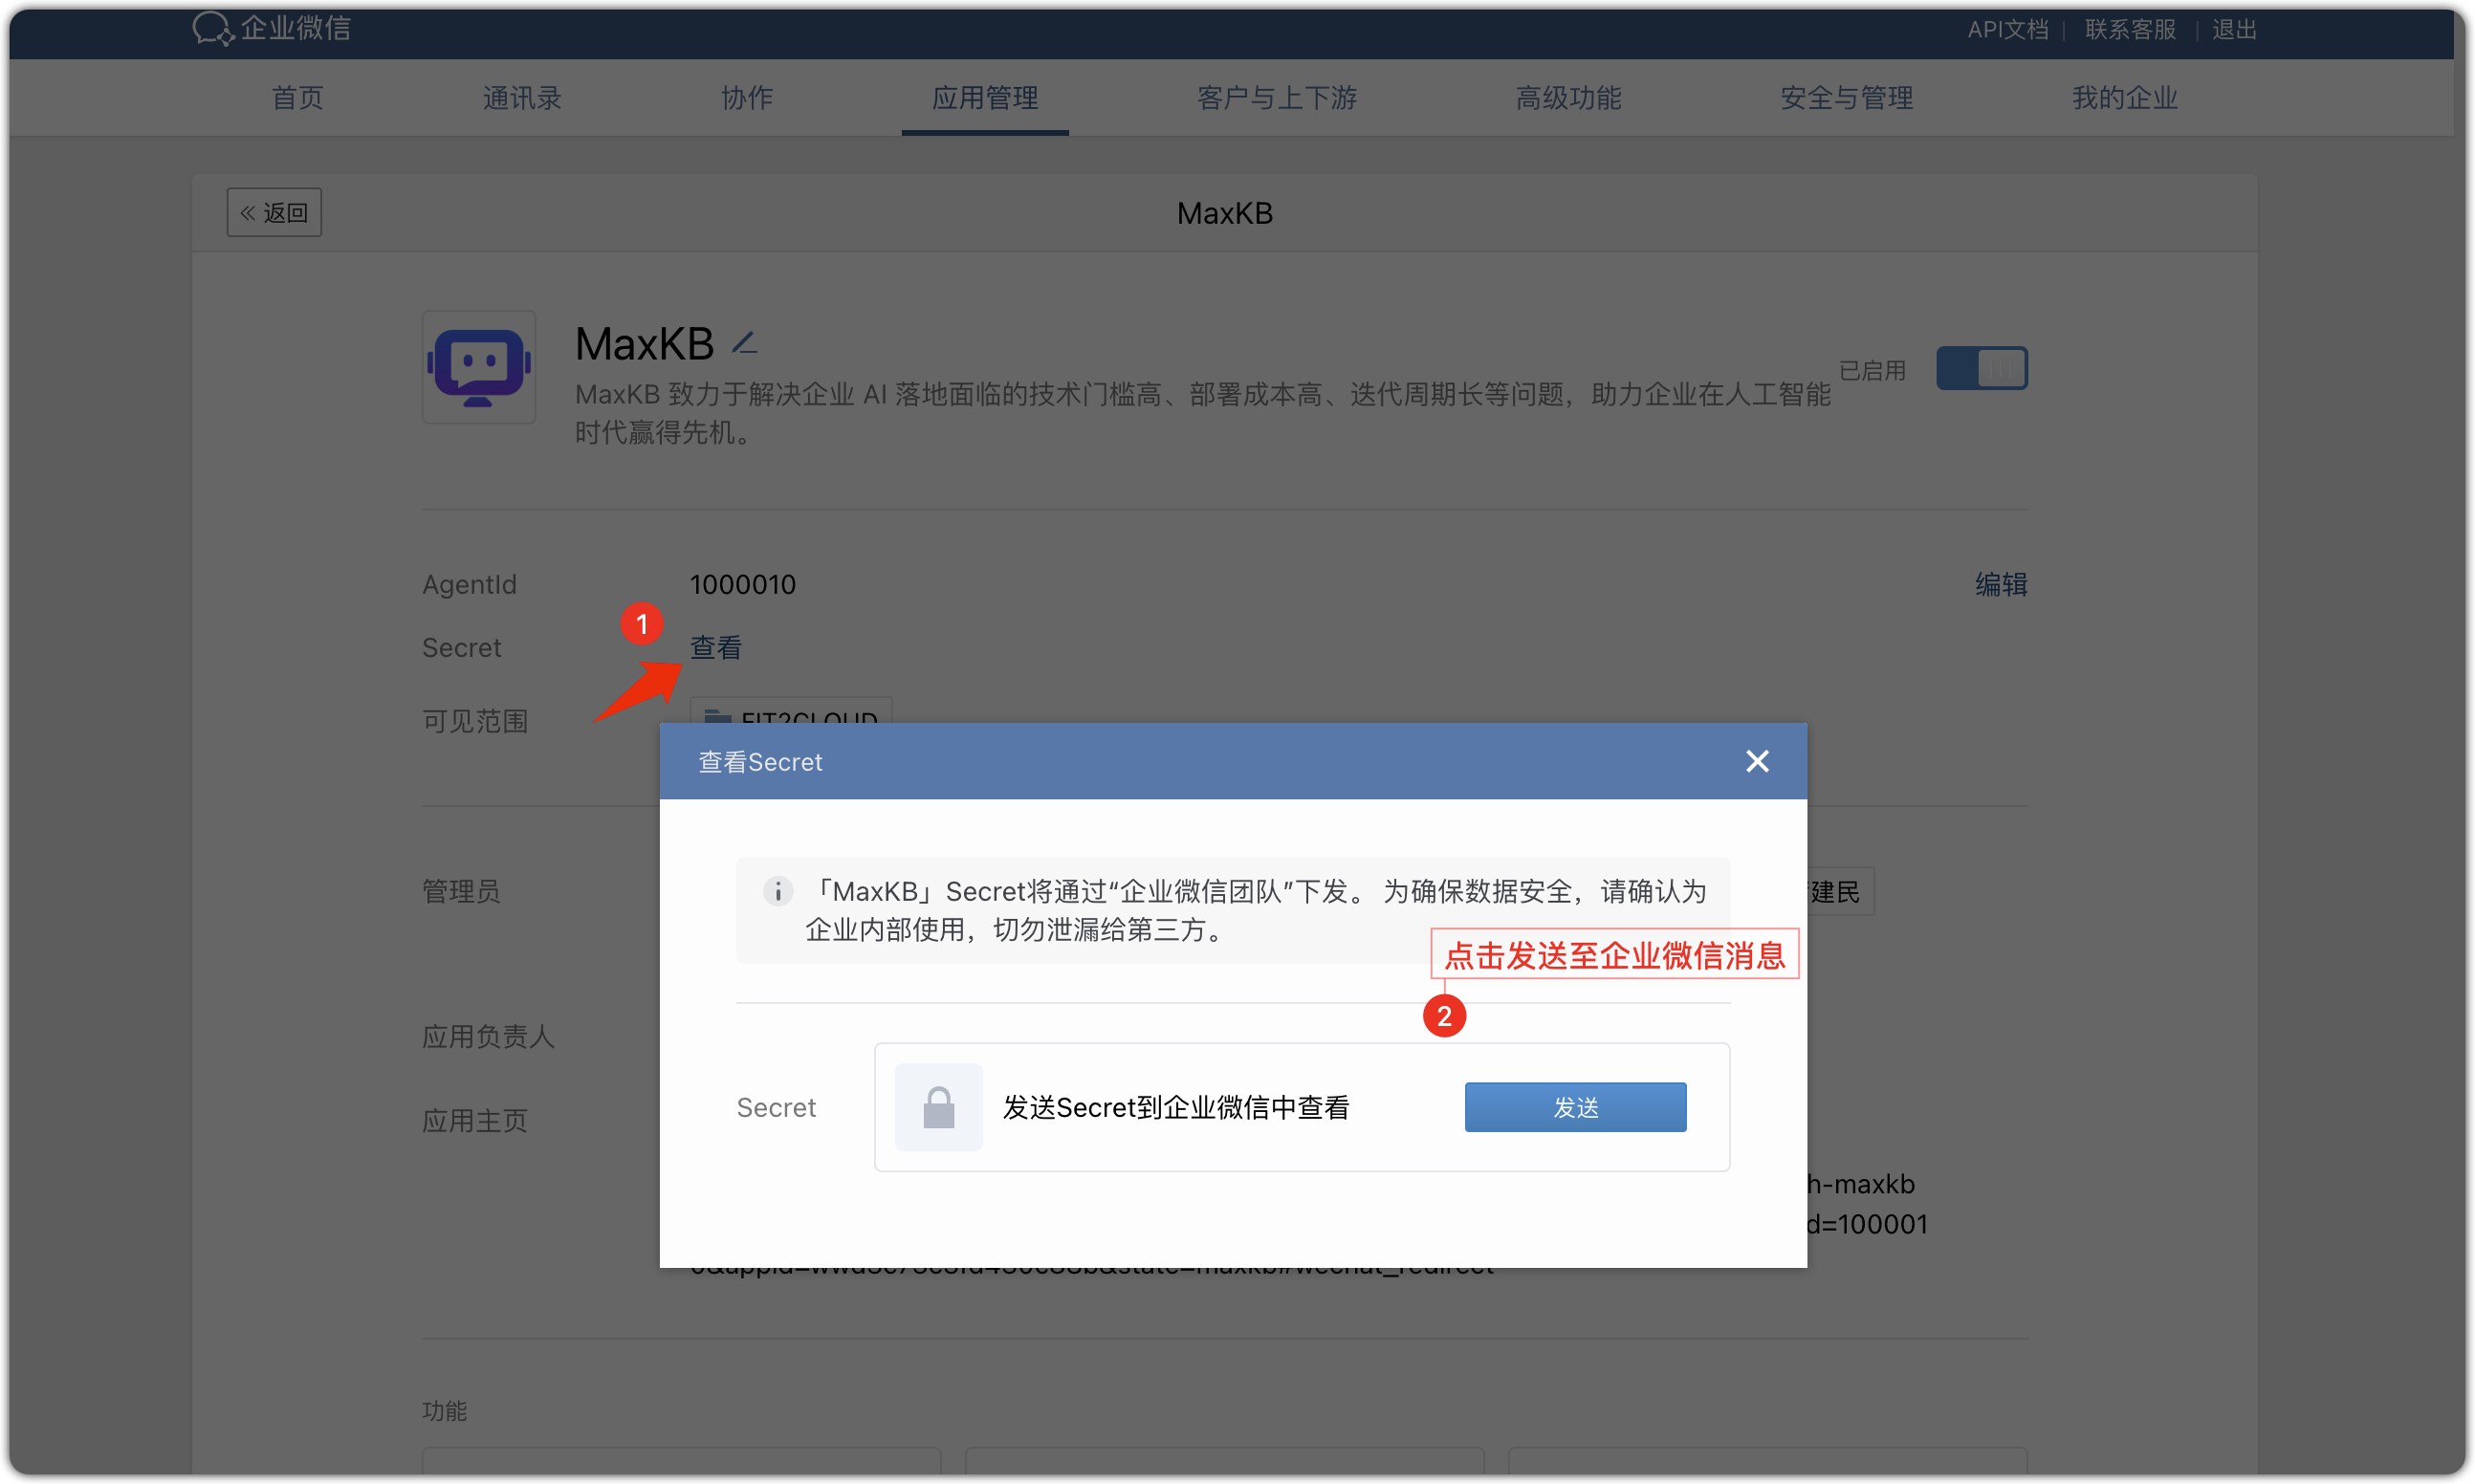 企业微信
API文档 | 联系客服 | 退出
首页 通讯录 协作 应用管理 客户与上下游 高级功能 安全与管理 我的企业
« 返回
MaxKB
MaxKB
MaxKB 致力于解决企业 AI 落地面临的技术门槛高、部署成本高、迭代周期长等问题，助力企业在人工智能
时代赢得先机。
已启用
AgentId 1000010 编辑
1
Secret 查看
可见范围 FIT2CLOUD
查看Secret
管理员
「MaxKB」Secret将通过“企业微信团队”下发。 为确保数据安全，请确认为
企业内部使用，切勿泄漏给第三方。
建民
点击发送至企业微信消息
2
应用负责人
Secret 发送Secret到企业微信中查看 发送
应用主页
h-maxkb
d=100001
功能